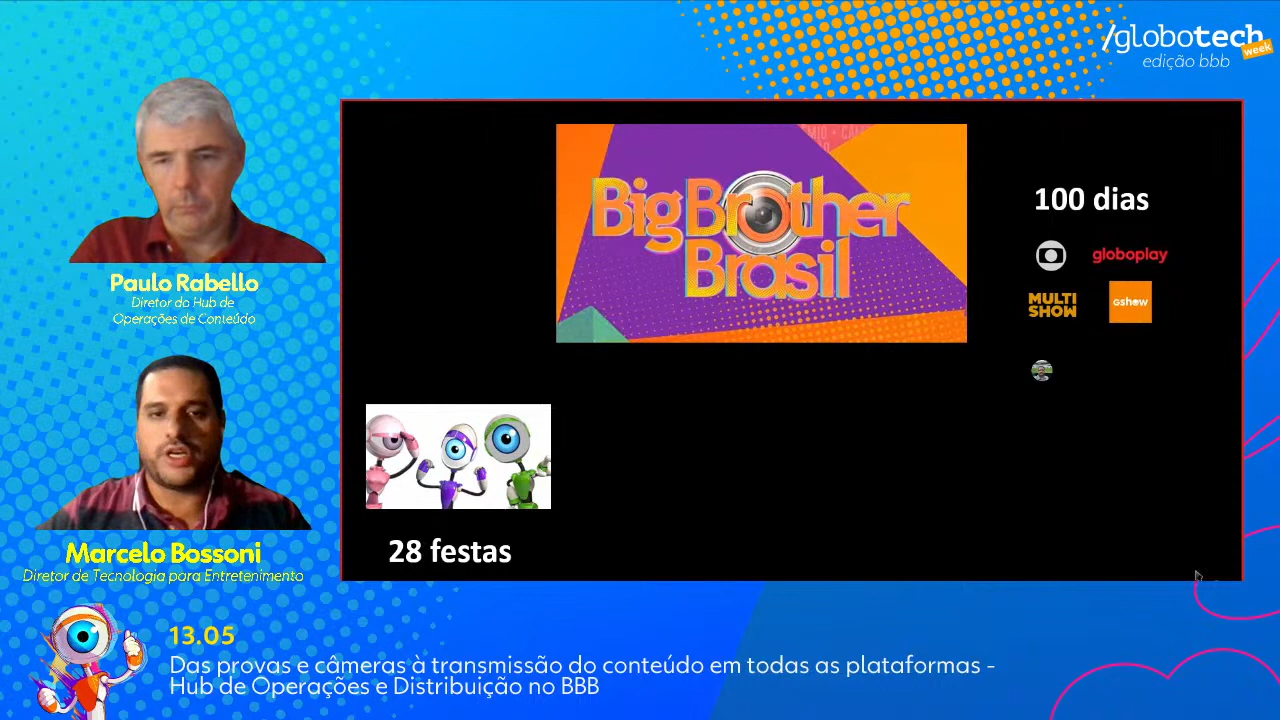 /globotech
week
edição bbb
Paulo Rabello
Diretor do Hub de
Operações de Conteúdo
Marcelo Bossoni
Diretor de Tecnologia para Entretenimento
Big Brother
Brasil
100 dias
globoplay
MULTI
SHOW
gshow
28 festas
13.05
Das provas e câmeras à transmissão do conteúdo em todas as plataformas -
Hub de Operações e Distribuição no BBB